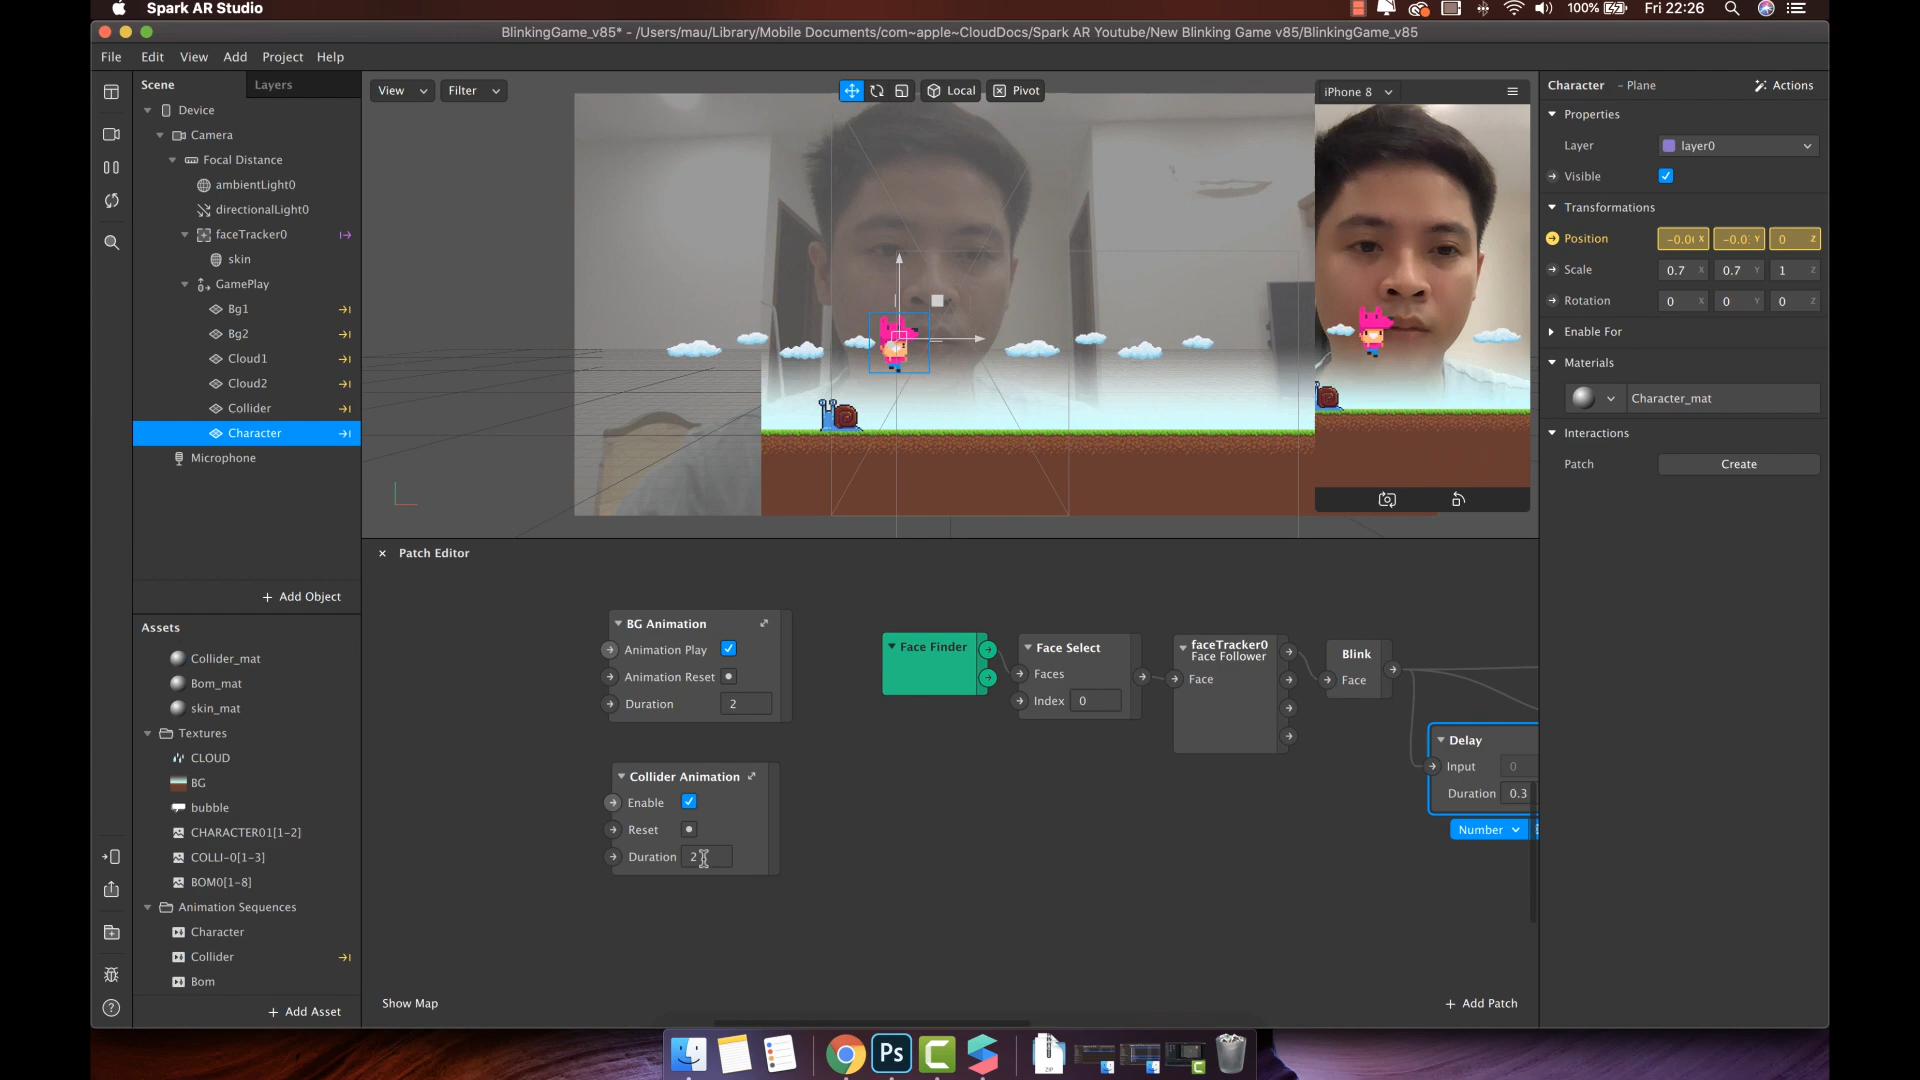 Spark AR Studio
100%
Fri 22:26
BlinkingGame_v85* - /Users/mau/Library/Mobile Documents/com~apple~CloudDocs/Spark AR Youtube/New Blinking Game v85/BlinkingGame_v85
File Edit View Add Project Help
Scene
Layers
Device
Camera
Focal Distance
ambientLight0
directionalLight0
faceTracker0
skin
GamePlay
Bg1
Bg2
Cloud1
Cloud2
Collider
Character
Microphone
+ Add Object
Assets
Collider_mat
Bom_mat
skin_mat
Textures
CLOUD
BG
bubble
CHARACTER01[1-2]
COLLI-0[1-3]
BOM0[1-8]
Animation Sequences
Character
Collider
Bom
+ Add Asset
View
Filter
Local
Pivot
iPhone 8
Patch Editor
BG Animation
Animation Play
Animation Reset
Duration 2
Collider Animation
Enable
Reset
Duration 2
Face Finder
Face Select
Faces
Index 0
faceTracker0
Face Follower
Face
Blink
Face
Delay
Input 0
Duration 0.3
Number
Show Map
+ Add Patch
Character - Plane
Actions
Properties
Layer layer0
Visible
Transformations
Position X Y 0 Z
Scale 0.7 X 0.7 Y 1 Z
Rotation 0 X 0 Y 0 Z
Enable For
Materials
Character_mat
Interactions
Patch Create
Ps
ZIP